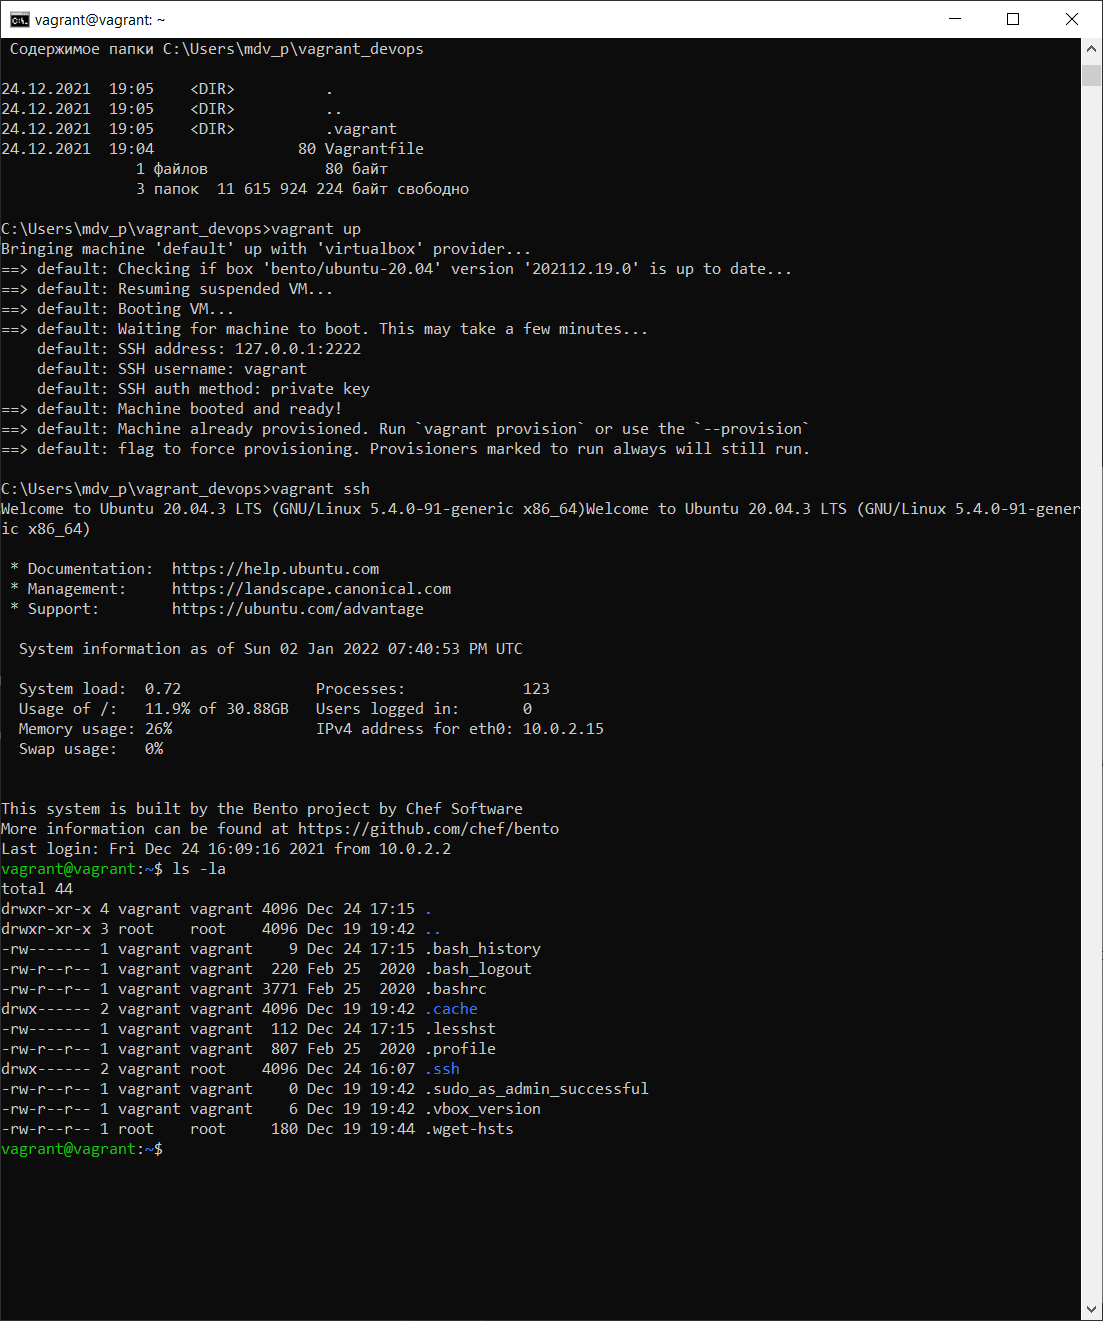 vagrant@vagrant: ~
Содержимое папки C:\Users\mdv_p\vagrant_devops
24.12.2021  19:05    <DIR>          .
24.12.2021  19:05    <DIR>          ..
24.12.2021  19:05    <DIR>          .vagrant
24.12.2021  19:04                80 Vagrantfile
               1 файлов             80 байт
               3 папок  11 615 924 224 байт свободно
C:\Users\mdv_p\vagrant_devops>vagrant up
Bringing machine 'default' up with 'virtualbox' provider...
==> default: Checking if box 'bento/ubuntu-20.04' version '202112.19.0' is up to date...
==> default: Resuming suspended VM...
==> default: Booting VM...
==> default: Waiting for machine to boot. This may take a few minutes...
    default: SSH address: 127.0.0.1:2222
    default: SSH username: vagrant
    default: SSH auth method: private key
==> default: Machine booted and ready!
==> default: Machine already provisioned. Run `vagrant provision` or use the `--provision`
==> default: flag to force provisioning. Provisioners marked to run always will still run.
C:\Users\mdv_p\vagrant_devops>vagrant ssh
Welcome to Ubuntu 20.04.3 LTS (GNU/Linux 5.4.0-91-generic x86_64)Welcome to Ubuntu 20.04.3 LTS (GNU/Linux 5.4.0-91-gener
ic x86_64)
 * Documentation:  https://help.ubuntu.com
 * Management:     https://landscape.canonical.com
 * Support:        https://ubuntu.com/advantage
  System information as of Sun 02 Jan 2022 07:40:53 PM UTC
  System load:  0.72               Processes:             123
  Usage of /:   11.9% of 30.88GB   Users logged in:       0
  Memory usage: 26%                IPv4 address for eth0: 10.0.2.15
  Swap usage:   0%
This system is built by the Bento project by Chef Software
More information can be found at https://github.com/chef/bento
Last login: Fri Dec 24 16:09:16 2021 from 10.0.2.2
vagrant@vagrant:~$ ls -la
total 44
drwxr-xr-x 4 vagrant vagrant 4096 Dec 24 17:15 .
drwxr-xr-x 3 root    root    4096 Dec 19 19:42 ..
-rw------- 1 vagrant vagrant    9 Dec 24 17:15 .bash_history
-rw-r--r-- 1 vagrant vagrant  220 Feb 25  2020 .bash_logout
-rw-r--r-- 1 vagrant vagrant 3771 Feb 25  2020 .bashrc
drwx------ 2 vagrant vagrant 4096 Dec 19 19:42 .cache
-rw------- 1 vagrant vagrant  112 Dec 24 17:15 .lesshst
-rw-r--r-- 1 vagrant vagrant  807 Feb 25  2020 .profile
drwx------ 2 vagrant root    4096 Dec 24 16:07 .ssh
-rw-r--r-- 1 vagrant vagrant    0 Dec 19 19:42 .sudo_as_admin_successful
-rw-r--r-- 1 vagrant vagrant    6 Dec 19 19:42 .vbox_version
-rw-r--r-- 1 root    root     180 Dec 19 19:44 .wget-hsts
vagrant@vagrant:~$